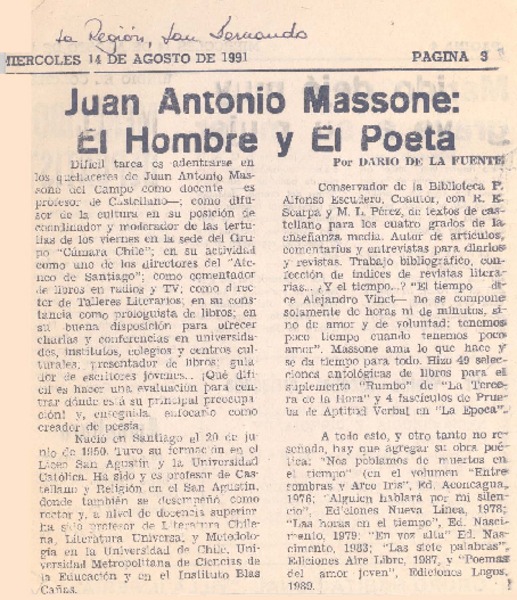 La Región, San Fernando
MIERCOLES 14 DE AGOSTO DE 1991
PAGINA 3
Juan Antonio Massone:
El Hombre y El Poeta
Difícil tarea es adentrarse en
los quehaceres de Juan Antonio Mas-
sone del Campo como docente —es
profesor de Castellano—; como difu-
sor de la cultura en su posición de
coordinador y moderador de las tertu-
lias de los viernes en la sede del Gru-
po "Cámara Chile"; en su actividad
como uno de los directores del "Ate-
neo de Santiago"; como comentador
de libros en radios y TV; como direc-
tor de Talleres Literarios; en su cons-
tancia como prologuista de libros; en
su buena disposición para ofrecer
charlas y conferencias en universida-
des, institutos, colegios y centros cul-
turales; presentador de libros; guia-
dor de escritores jóvenes.. ¡Qué difí-
cil es hacer una evaluación para cen-
trar dónde está su principal preocupa-
ción! y, enseguida, enfocarlo como
creador de poesía.
Nació en Santiago el 20 de ju-
nio de 1950. Tuvo su formación en el
Liceo San Agustín y la Universidad
Católica. Ha sido y es profesor de Cas-
tellano y Religión en el San Agustín,
donde también se desempeñó como
rector y, a nivel de docencia superior
ha sido profesor de Literatura Chile-
na, Literatura Universal, y Metodolo-
gía en la Universidad de Chile, Uni-
versidad Metropolitana de Ciencias de
la Educación y en el Instituto Blas
Cañas.
Por DARIO DE LA FUENTE
Conservador de la Biblioteca P.
Alfonso Escudero, Coautor, con R. E.
Scarpa y M. L. Pérez, de textos de cas-
tellano para los cuatro grados de la
enseñanza media. Autor de artículos,
comentarios y entrevistas para diarios
y revistas. Trabajo bibliográfico, con-
fección de índices de revistas litera-
rias... ¿Y el tiempo...? "El tiempo —di-
ce Alejandro Vinet— no se compone
solamente de horas ni de minutos, si-
no de amor y de voluntad; tenemos
poco tiempo cuando tenemos poco
amor". Massone ama lo que hace y
se da tiempo para todo. Hizo 49 selec-
ciones antológicas de libros para el
suplemento "Rumbo" de "La Terce-
ra de la Hora" y 4 fascículos de Prue-
ba de Aptitud Verbal en "La Epoca".
A todo esto, y otro tanto no re-
señado, hay que agregar su obra poé-
tica: "Nos poblamos de muertos en
el tiempo" (en el volumen "Entre
sombras y Arco Iris", Ed. Aconcagua,
1976; "Alguien hablará por mi silen-
cio", Ediciones Nueva Línea, 1978;
"Las horas en el tiempo", Ed. Nasci-
mento, 1979; "En voz alta" Ed. Nas-
cimento, 1983; "Las siete palabras",
Ediciones Aire Libre, 1987, y "Poemas
del amor joven", Ediciones Logos,
1989.